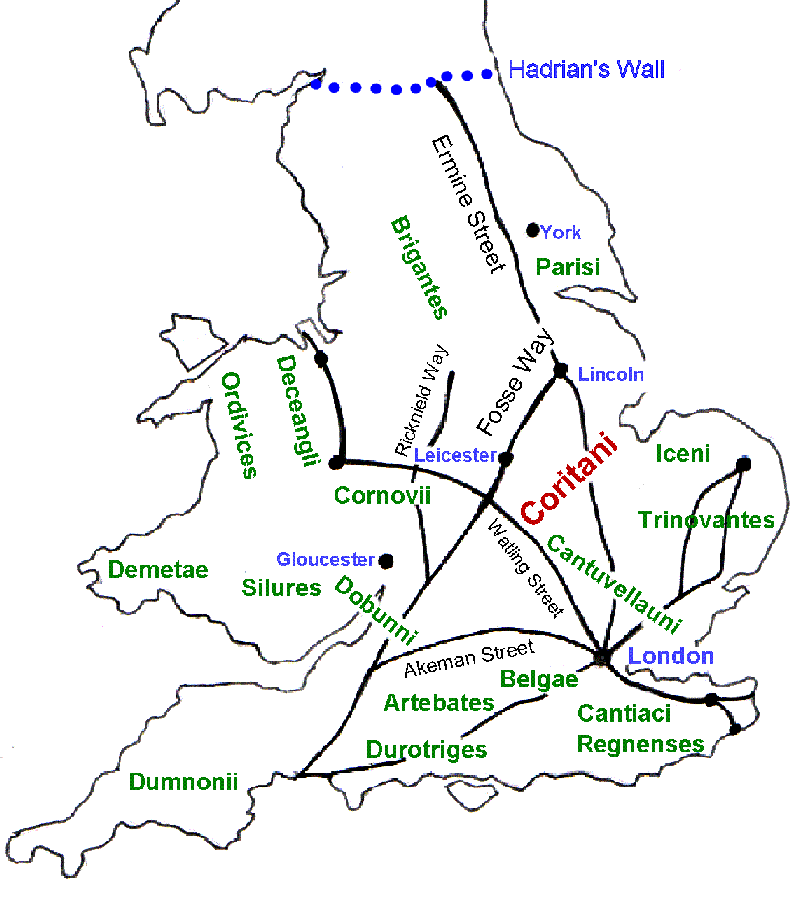 Hadrian's Wall
Ermine Street
York
Brigantes
Parisi
Fosse Way
Ricknield Way
Deceangli
Ordivices
Lincoln
Leicester
Coritani
Iceni
Cornovii
Trinovantes
Watling Street
Cantuvellauni
Gloucester
Demetae
Silures
Dobunni
Akeman Street
London
Belgae
Artebates
Cantiaci
Regnenses
Durotriges
Dumnonii